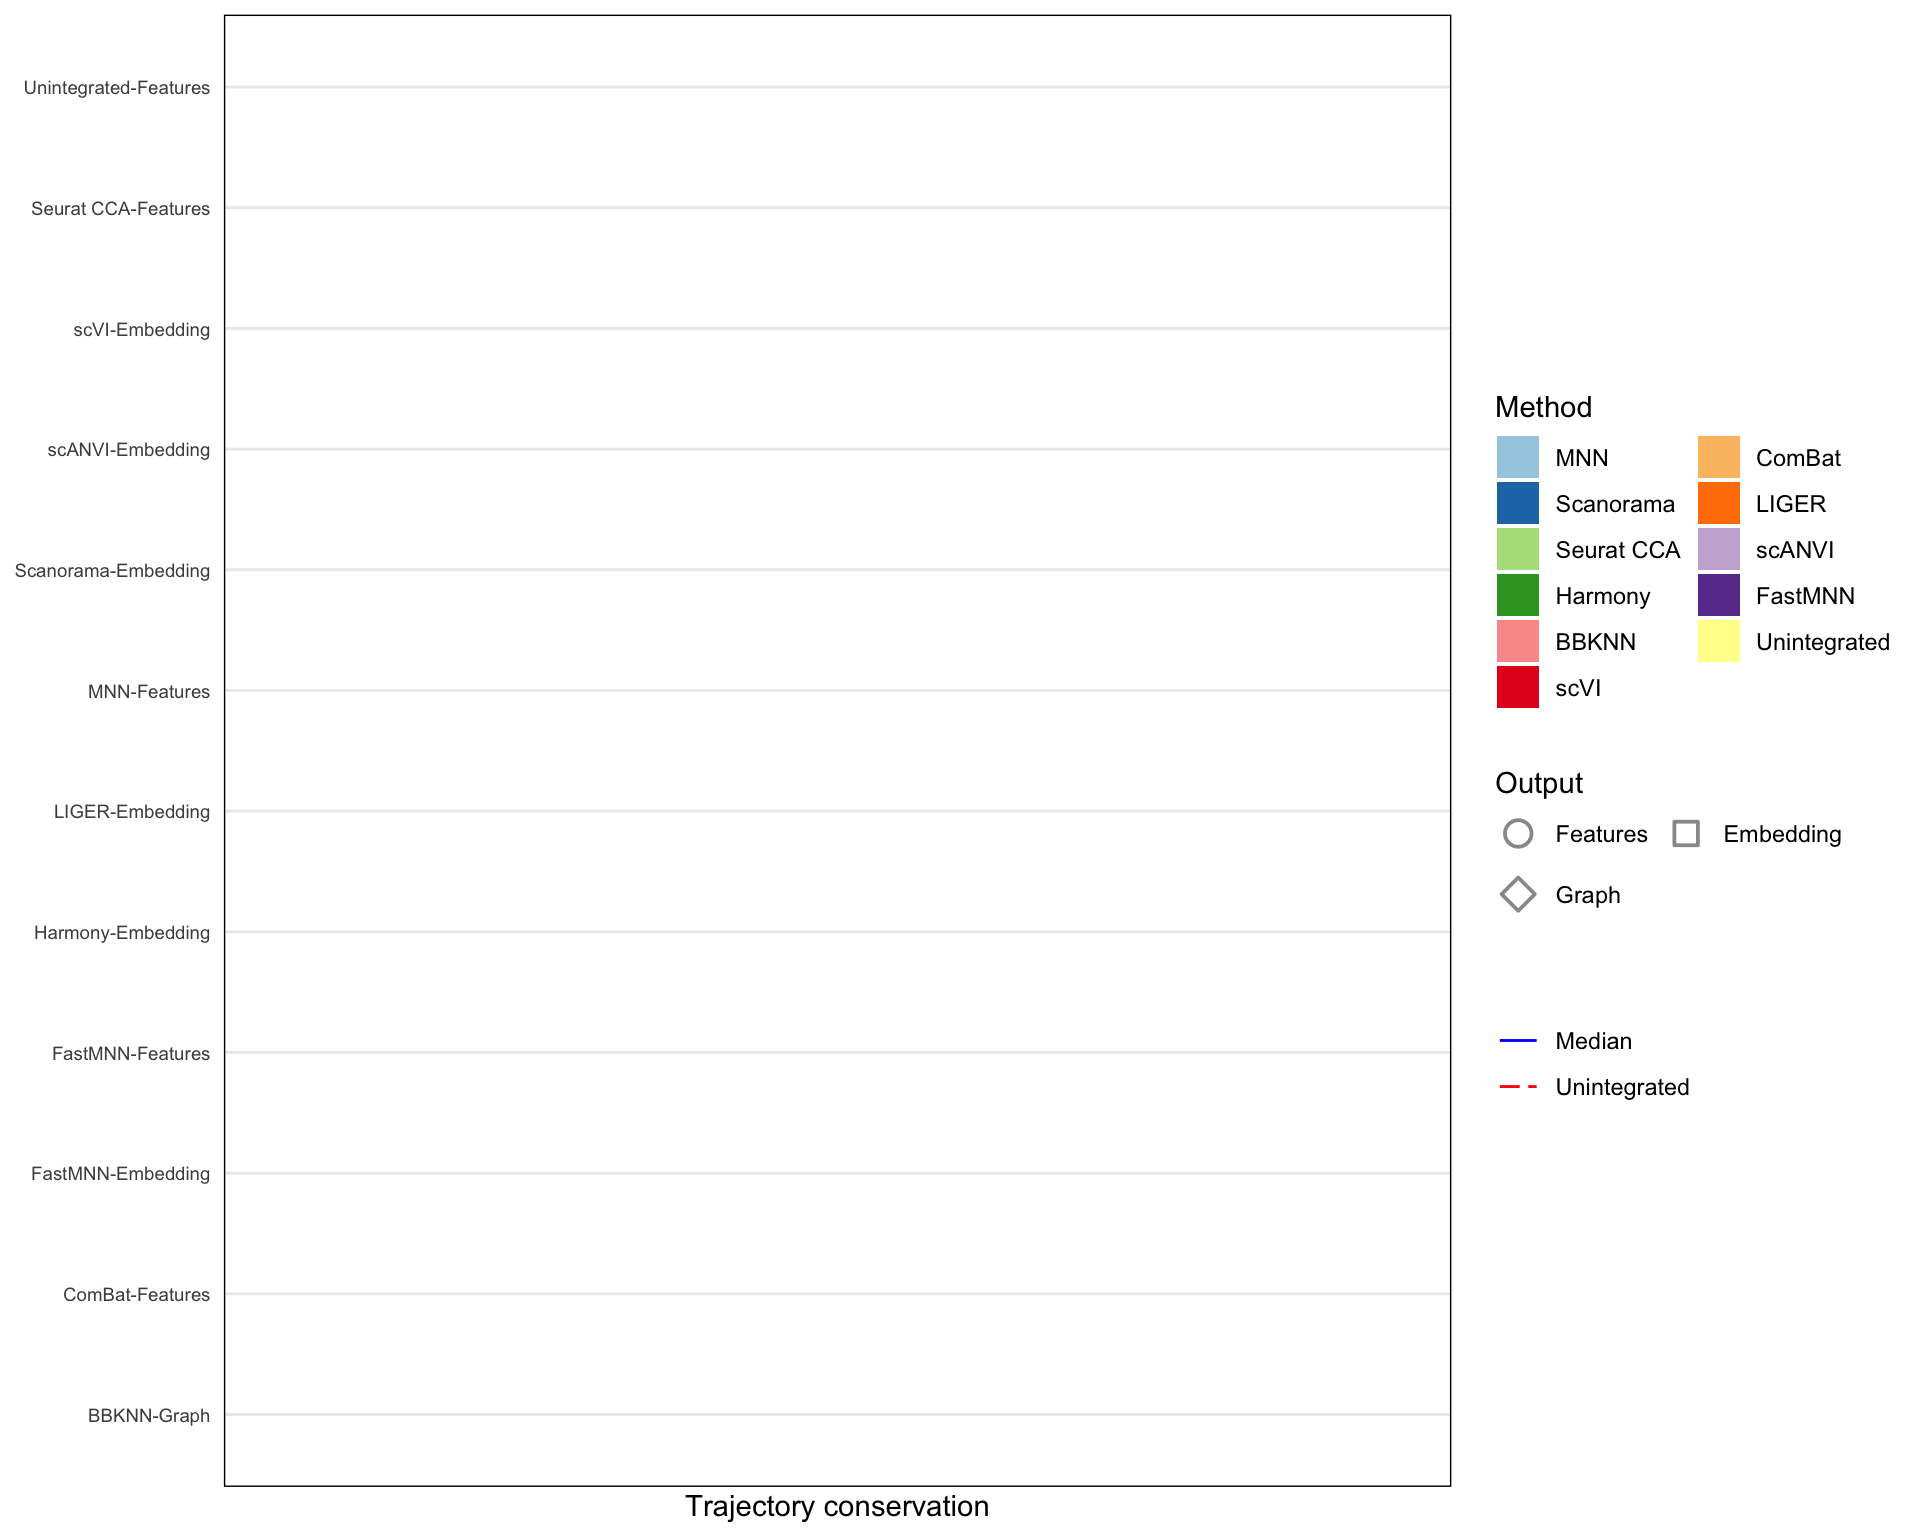 Unintegrated-Features
Seurat CCA-Features
scVI-Embedding
scANVI-Embedding
Scanorama-Embedding
MNN-Features
LIGER-Embedding
Harmony-Embedding
FastMNN-Features
FastMNN-Embedding
ComBat-Features
BBKNN-Graph
Trajectory conservation
Method
MNN
ComBat
Scanorama
LIGER
Seurat CCA
scANVI
Harmony
FastMNN
BBKNN
Unintegrated
scVI
Output
Features
Embedding
Graph
Median
Unintegrated